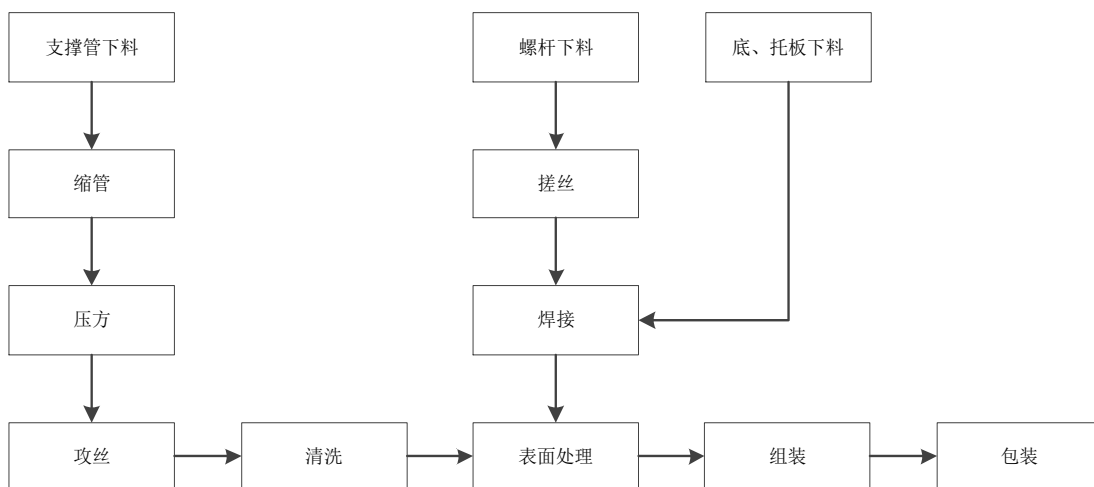 支撑管下料
螺杆下料
底、托板下料
缩管
搓丝
压方
焊接
攻丝
清洗
表面处理
组装
包装